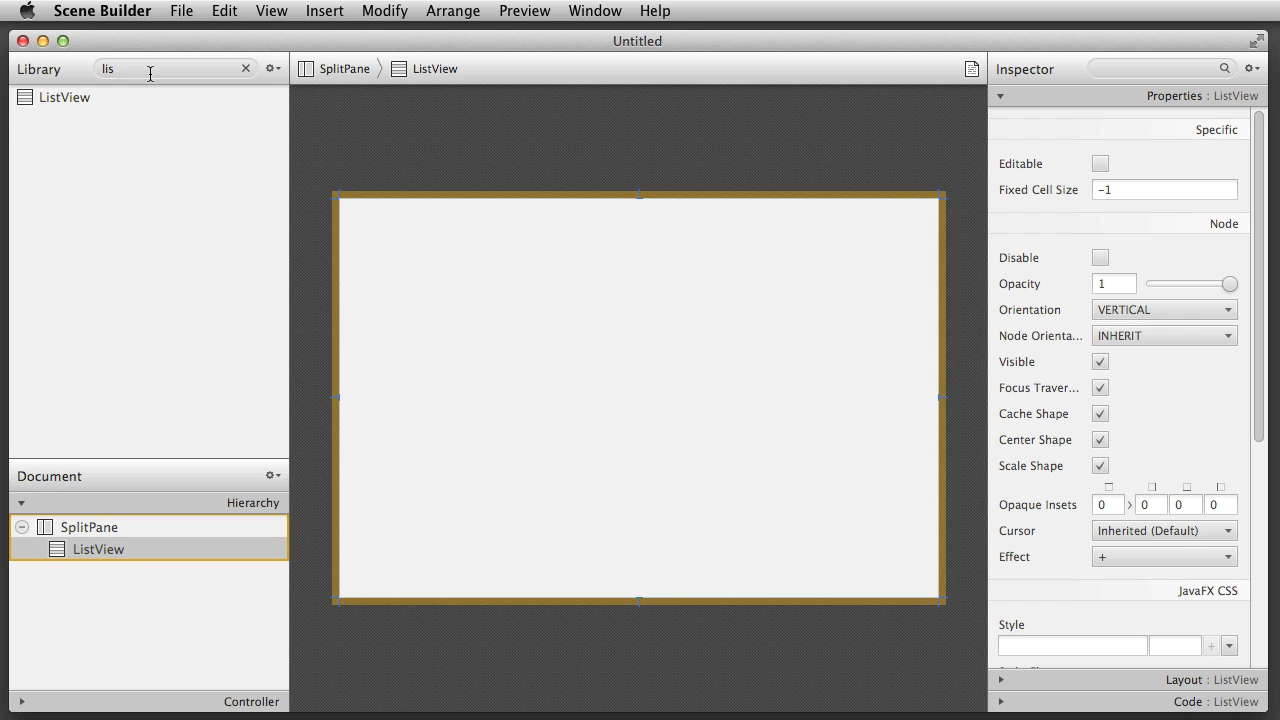 Scene Builder File Edit View Insert Modify Arrange Preview Window Help
Untitled
Library lis
SplitPane ListView
Inspector
ListView
Properties : ListView
Specific
Editable
Fixed Cell Size -1
Node
Disable
Opacity 1
Orientation VERTICAL
Node Orienta... INHERIT
Visible
Focus Traver...
Cache Shape
Center Shape
Scale Shape
Opaque Insets 0 0 0 0
Cursor Inherited (Default)
Effect +
JavaFX CSS
Style
+
Layout : ListView
Code : ListView
Document
Hierarchy
SplitPane
ListView
Controller